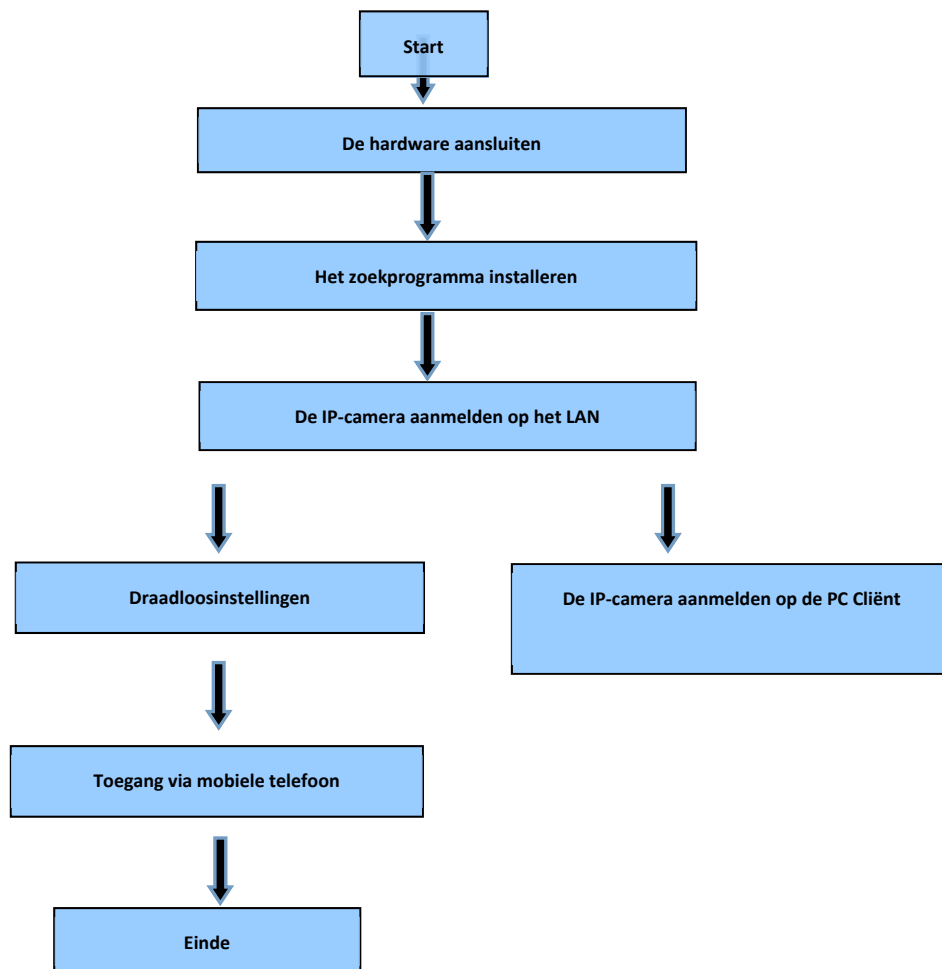 Start
De hardware aansluiten
Het zoekprogramma installeren
De IP-camera aanmelden op het LAN
Draadloosinstellingen
De IP-camera aanmelden op de PC Cliënt
Toegang via mobiele telefoon
Einde